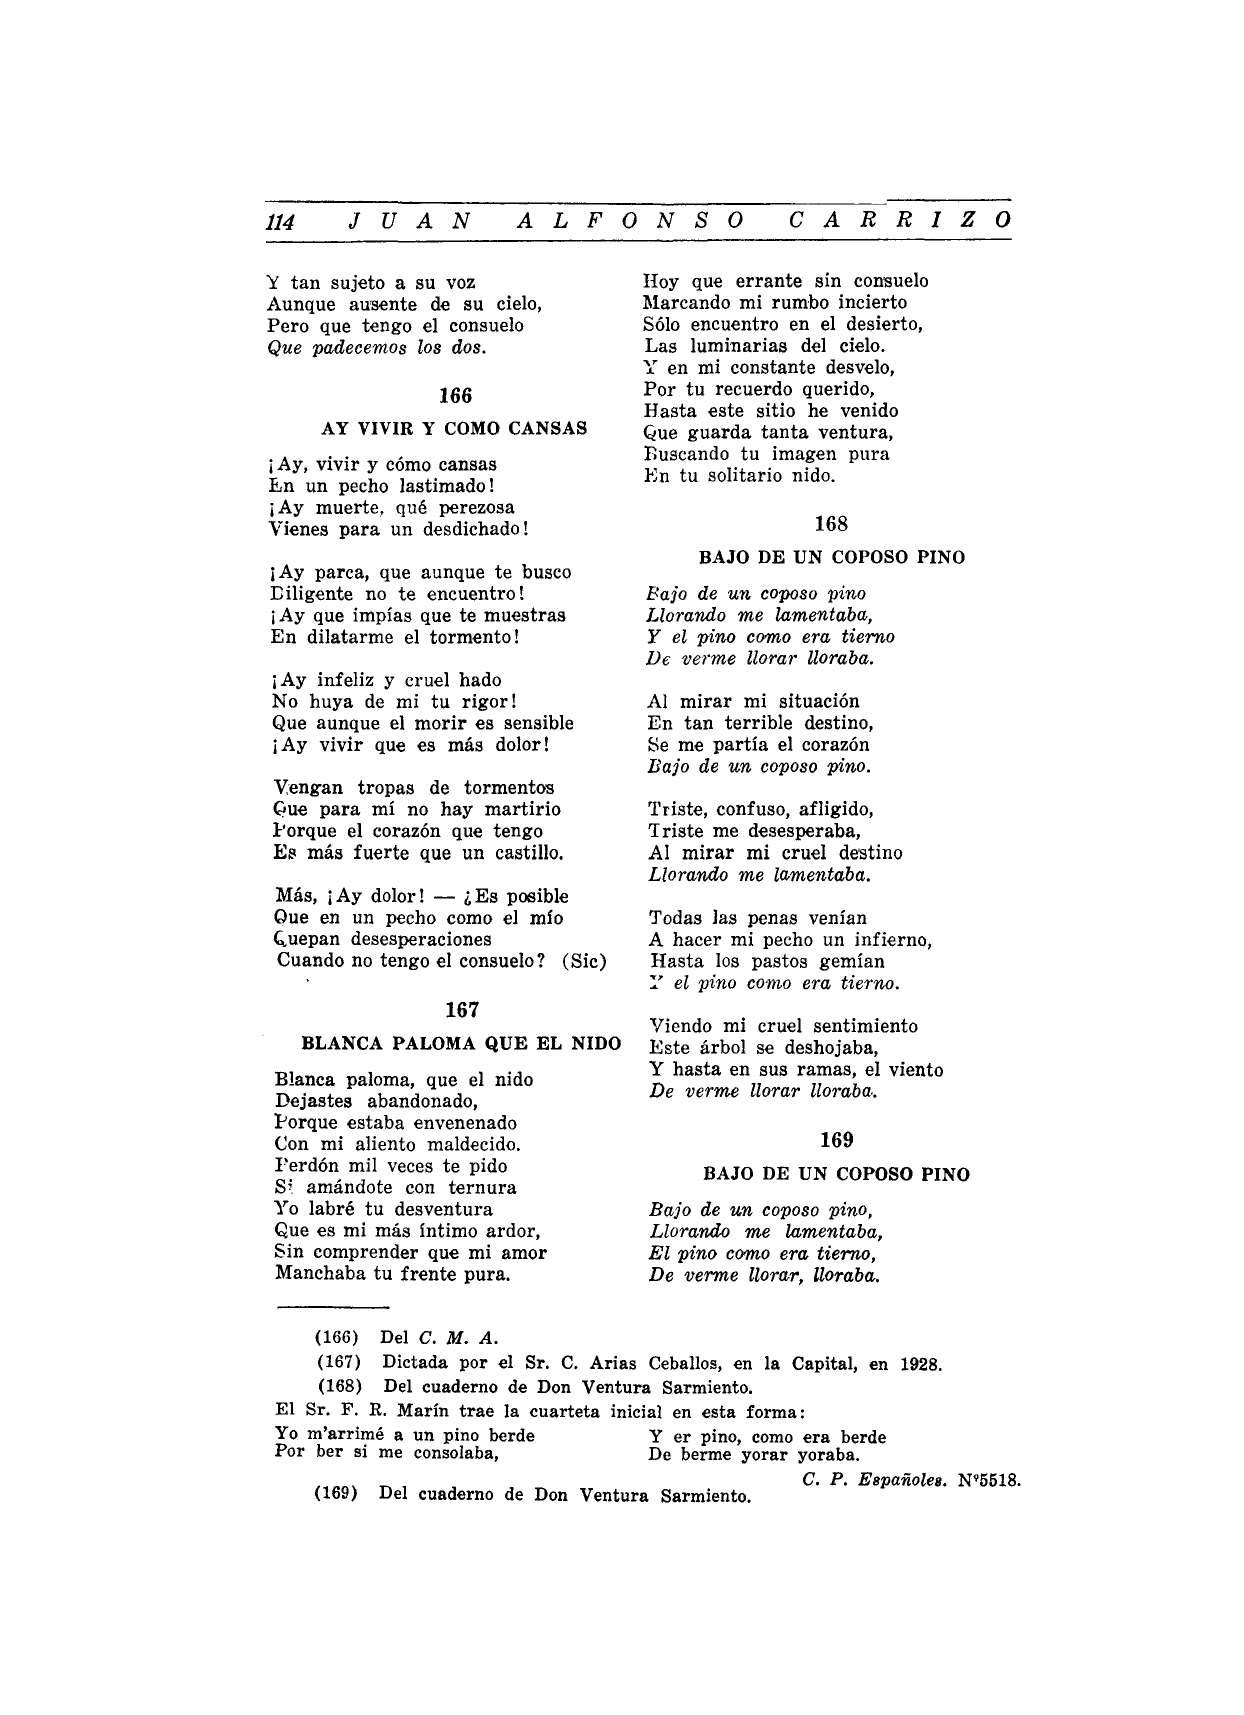 114 JUAN ALFONSO CARRIZO
Y tan sujeto a su voz
Aunque ausente de su cielo,
Pero que tengo el consuelo
Que padecemos los dos.
166
AY VIVIR Y COMO CANSAS
¡Ay, vivir y cómo cansas
En un pecho lastimado!
¡Ay muerte, qué perezosa
Vienes para un desdichado!
¡Ay parca, que aunque te busco
Diligente no te encuentro!
¡Ay que impías que te muestras
En dilatarme el tormento!
¡Ay infeliz y cruel hado
No huya de mi tu rigor!
Que aunque el morir es sensible
¡Ay vivir que es más dolor!
Vengan tropas de tormentos
Que para mí no hay martirio
Porque el corazón que tengo
Es más fuerte que un castillo.
Más, ¡Ay dolor! — ¿Es posible
Que en un pecho como el mío
Quepan desesperaciones
Cuando no tengo el consuelo? (Sic)
167
BLANCA PALOMA QUE EL NIDO
Blanca paloma, que el nido
Dejastes abandonado,
Porque estaba envenenado
Con mi aliento maldecido.
Perdón mil veces te pido
Si amándote con ternura
Yo labré tu desventura
Que es mi más íntimo ardor,
Sin comprender que mi amor
Manchaba tu frente pura.
Hoy que errante sin consuelo
Marcando mi rumbo incierto
Sólo encuentro en el desierto,
Las luminarias del cielo.
Y en mi constante desvelo,
Por tu recuerdo querido,
Hasta este sitio he venido
Que guarda tanta ventura,
Buscando tu imagen pura
En tu solitario nido.
168
BAJO DE UN COPOSO PINO
Bajo de un coposo pino
Llorando me lamentaba,
Y el pino como era tierno
De verme llorar lloraba.
Al mirar mi situación
En tan terrible destino,
Se me partía el corazón
Bajo de un coposo pino.
Triste, confuso, afligido,
Triste me desesperaba,
Al mirar mi cruel destino
Llorando me lamentaba.
Todas las penas venían
A hacer mi pecho un infierno,
Hasta los pastos gemían
Y el pino como era tierno.
Viendo mi cruel sentimiento
Este árbol se deshojaba,
Y hasta en sus ramas, el viento
De verme llorar lloraba.
169
BAJO DE UN COPOSO PINO
Bajo de un coposo pino,
Llorando me lamentaba,
El pino como era tierno,
De verme llorar, lloraba.
(166) Del C. M. A.
(167) Dictada por el Sr. C. Arias Ceballos, en la Capital, en 1928.
(168) Del cuaderno de Don Ventura Sarmiento.
El Sr. F. R. Marín trae la cuarteta inicial en esta forma:
Yo m'arrimé a un pino berde
Por ber si me consolaba,
Y er pino, como era berde
De berme yorar yoraba.
C. P. Españoles. Nº5518.
(169) Del cuaderno de Don Ventura Sarmiento.